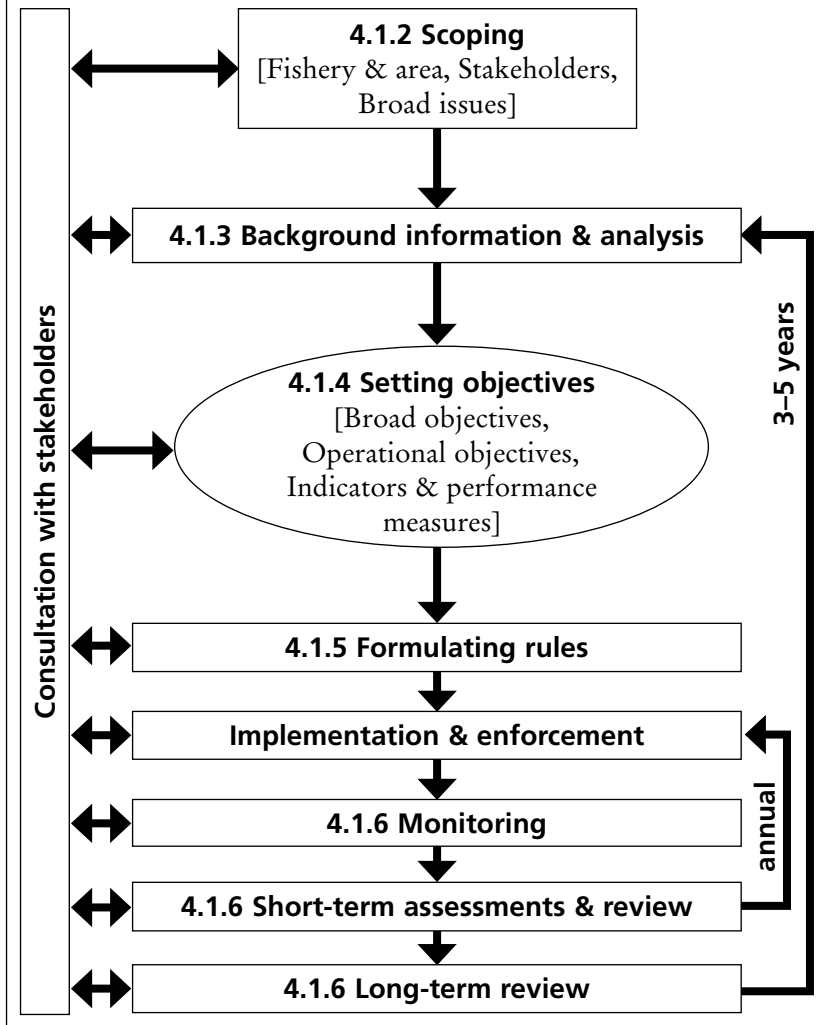 Consultation with stakeholders
4.1.2 Scoping
[Fishery & area, Stakeholders,
Broad issues]
4.1.3 Background information & analysis
4.1.4 Setting objectives
[Broad objectives,
Operational objectives,
Indicators & performance
measures]
3–5 years
4.1.5 Formulating rules
Implementation & enforcement
4.1.6 Monitoring
annual
4.1.6 Short-term assessments & review
4.1.6 Long-term review